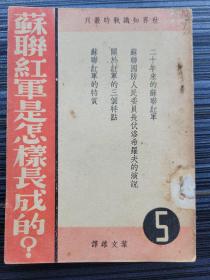 世界知識戰時叢刊
蘇聯紅軍是怎樣長成的?
二十年來的蘇聯紅軍
蘇聯國防人民委員長伏洛希羅夫的演說
關於紅軍的三個特點
蘇聯紅軍的特質
5
葉文雄譯